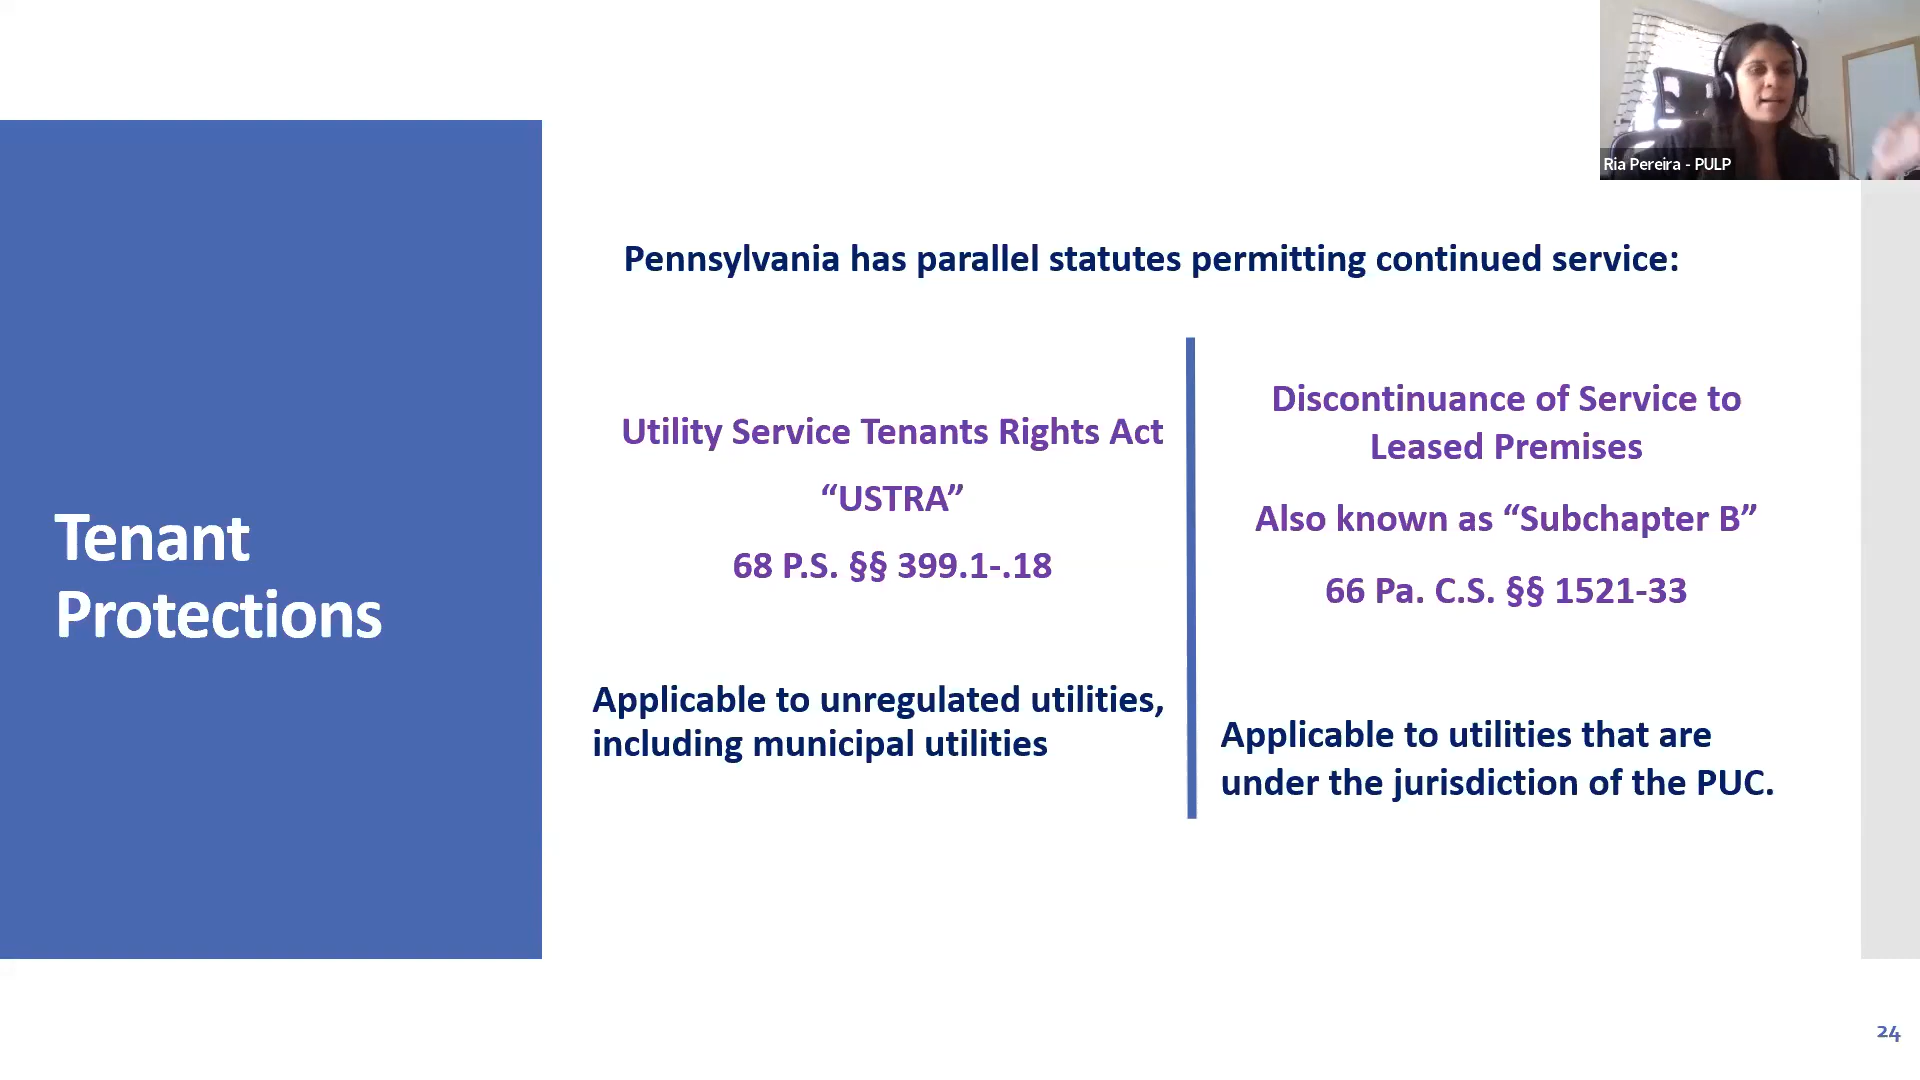 Ria Pereira - PULP
Tenant
Protections
Pennsylvania has parallel statutes permitting continued service:
Utility Service Tenants Rights Act
“USTRA”
68 P.S. §§ 399.1-.18
Applicable to unregulated utilities,
including municipal utilities
Discontinuance of Service to
Leased Premises
Also known as “Subchapter B”
66 Pa. C.S. §§ 1521-33
Applicable to utilities that are
under the jurisdiction of the PUC.
24